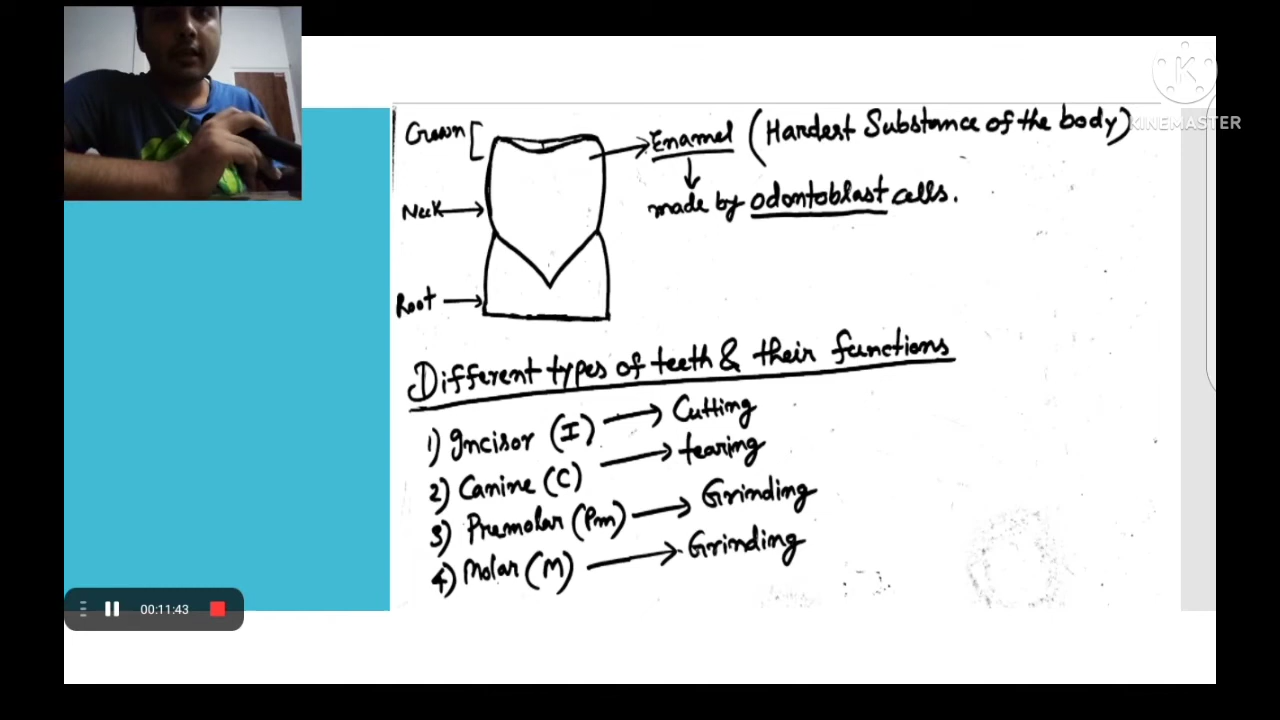 Crown
Enamel (Hardest Substance of the body)
KINEMASTER
made by odontoblast cells.
Neck
Root
Different types of teeth & their functions
1) Incisor (I) → Cutting
2) Canine (C) → tearing
3) Premolar (Pm) → Grinding
4) Molar (M) → Grinding
00:11:43